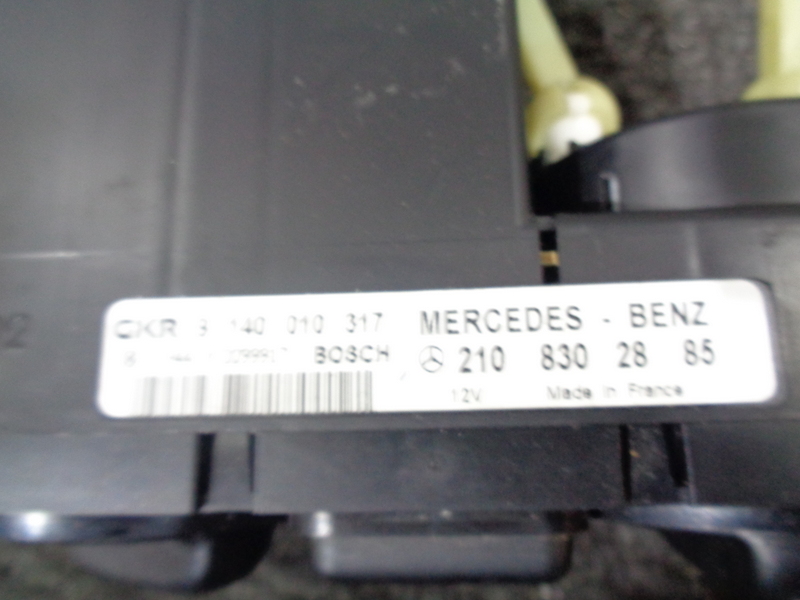 CKR 9 140 010 317 MERCEDES - BENZ
BOSCH 210 830 28 85
12V Made in France